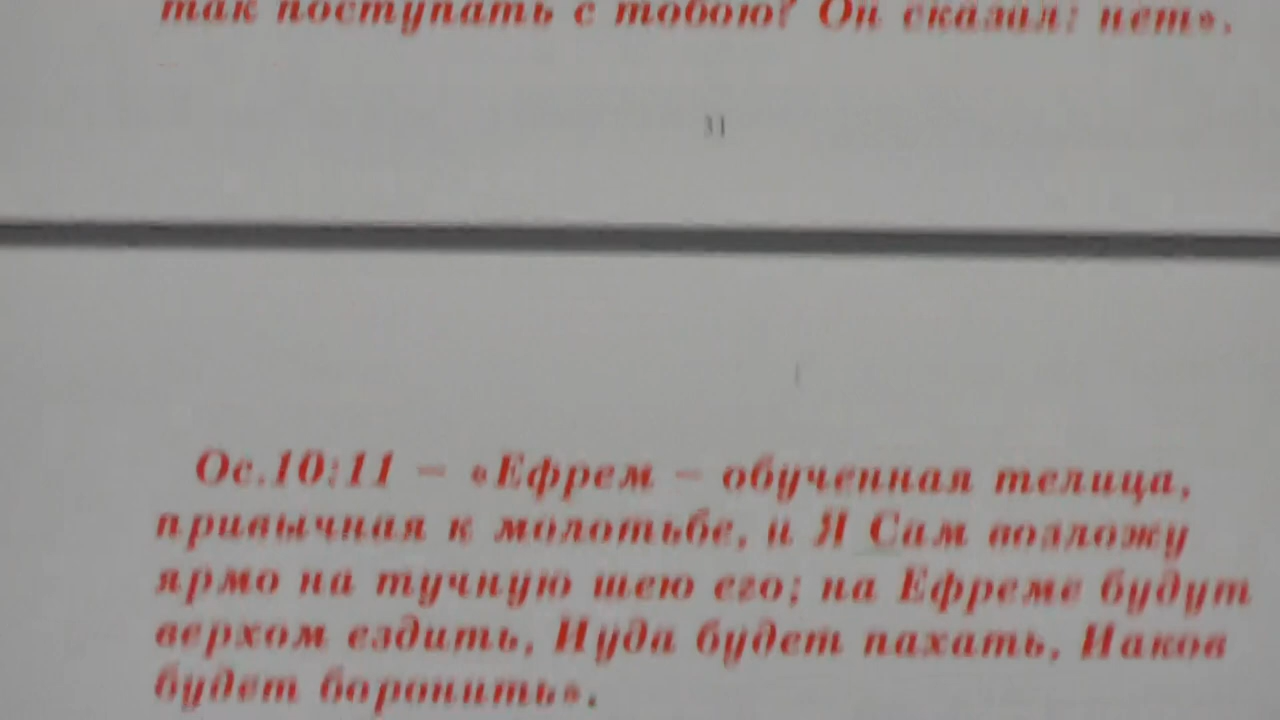 так поступать с тобою? Он сказал: нет».
31
Ос.10:11 – «Ефрем – обученная телица,
привычная к молотьбе, и Я Сам возложу
ярмо на тучную шею его; на Ефреме будут
верхом ездить, Иуда будет пахать, Иаков
будет боронить».